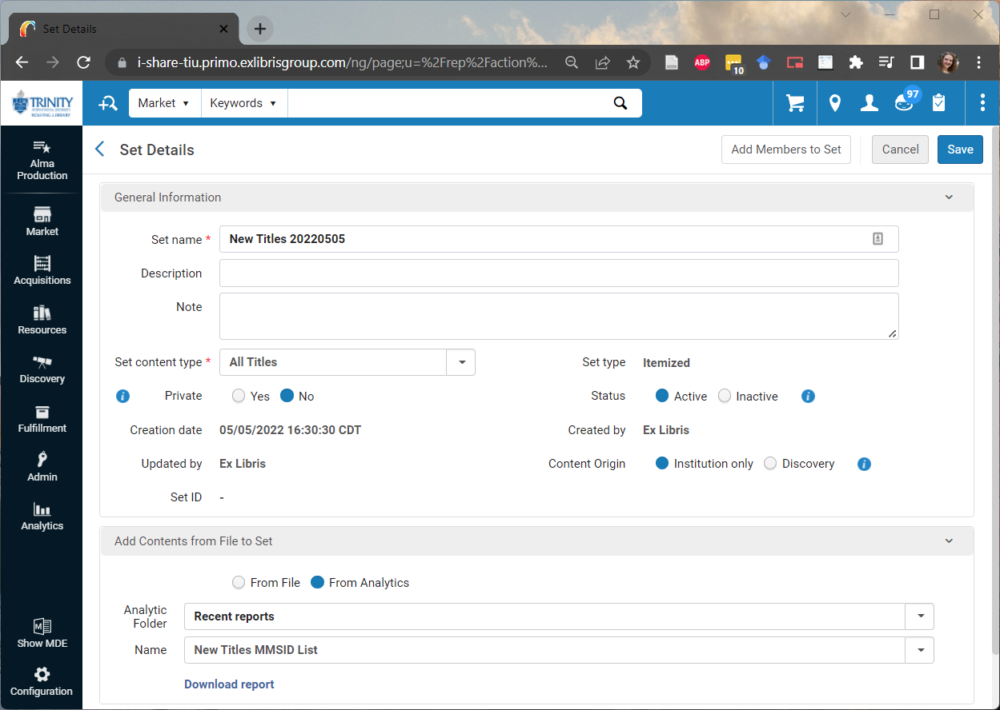 Set Details
i-share-tiu.primo.exlibrisgroup.com/ng/page;u=%2Frep%2Faction%...
ABP
10
TRINITY
INTERNATIONAL UNIVERSITY
ROLFING LIBRARY
Market
Keywords
97
Alma
Production
Market
Acquisitions
Resources
Discovery
Fulfillment
Admin
Analytics
Show MDE
Configuration
Set Details
Add Members to Set
Cancel
Save
General Information
Set name *
New Titles 20220505
Description
Note
Set content type *
All Titles
Set type
Itemized
Private
Yes
No
Status
Active
Inactive
Creation date
05/05/2022 16:30:30 CDT
Created by
Ex Libris
Updated by
Ex Libris
Content Origin
Institution only
Discovery
Set ID
-
Add Contents from File to Set
From File
From Analytics
Analytic
Folder
Recent reports
Name
New Titles MMSID List
Download report